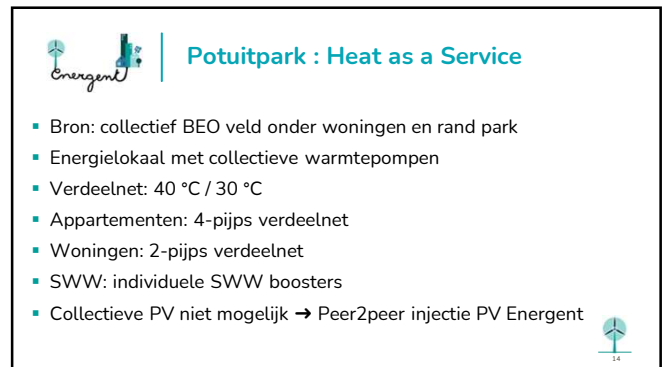 Energent
Potuitpark : Heat as a Service
▪ Bron: collectief BEO veld onder woningen en rand park
▪ Energielokaal met collectieve warmtepompen
▪ Verdeelnet: 40 °C / 30 °C
▪ Appartementen: 4-pijps verdeelnet
▪ Woningen: 2-pijps verdeelnet
▪ SWW: individuele SWW boosters
▪ Collectieve PV niet mogelijk ➔ Peer2peer injectie PV Energent
14